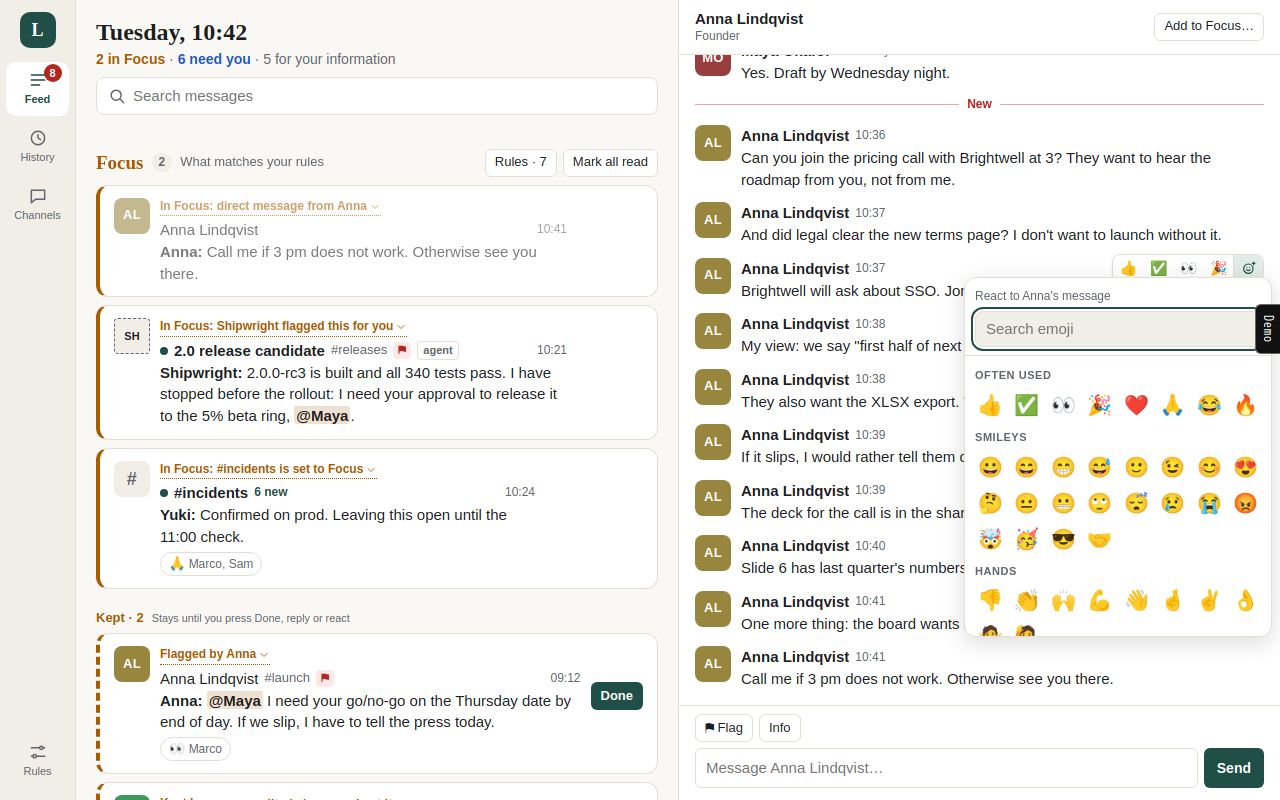 L
8
Feed
History
Channels
Rules
Tuesday, 10:42
2 in Focus · 6 need you · 5 for your information
Search messages
Focus 2 What matches your rules Rules · 7 Mark all read
AL
In Focus: direct message from Anna
Anna Lindqvist 10:41
Anna: Call me if 3 pm does not work. Otherwise see you
there.
SH
In Focus: Shipwright flagged this for you
2.0 release candidate #releases agent 10:21
Shipwright: 2.0.0-rc3 is built and all 340 tests pass. I have
stopped before the rollout: I need your approval to release it
to the 5% beta ring, @Maya.
#
In Focus: #incidents is set to Focus
#incidents 6 new 10:24
Yuki: Confirmed on prod. Leaving this open until the
11:00 check.
🙏 Marco, Sam
Kept · 2 Stays until you press Done, reply or react
AL
Flagged by Anna
Anna Lindqvist #launch 09:12
Anna: @Maya I need your go/no-go on the Thursday date by
end of day. If we slip, I have to tell the press today.
Done
👀 Marco
Anna Lindqvist
Founder
Add to Focus…
MO
Yes. Draft by Wednesday night.
New
AL
Anna Lindqvist 10:36
Can you join the pricing call with Brightwell at 3? They want to hear the
roadmap from you, not from me.
AL
Anna Lindqvist 10:37
And did legal clear the new terms page? I don't want to launch without it.
AL
Anna Lindqvist 10:37
Brightwell will ask about SSO.
AL
Anna Lindqvist 10:38
My view: we say "first half of next
AL
Anna Lindqvist 10:38
They also want the XLSX export.
AL
Anna Lindqvist 10:39
If it slips, I would rather tell them
AL
Anna Lindqvist 10:39
The deck for the call is in the
AL
Anna Lindqvist 10:40
Slide 6 has last quarter's numbers
AL
Anna Lindqvist 10:41
One more thing: the board wants
AL
Anna Lindqvist 10:41
Call me if 3 pm does not work. Otherwise see you there.
React to Anna's message
Search emoji
OFTEN USED
SMILEYS
HANDS
Demo
Flag
Info
Message Anna Lindqvist…
Send